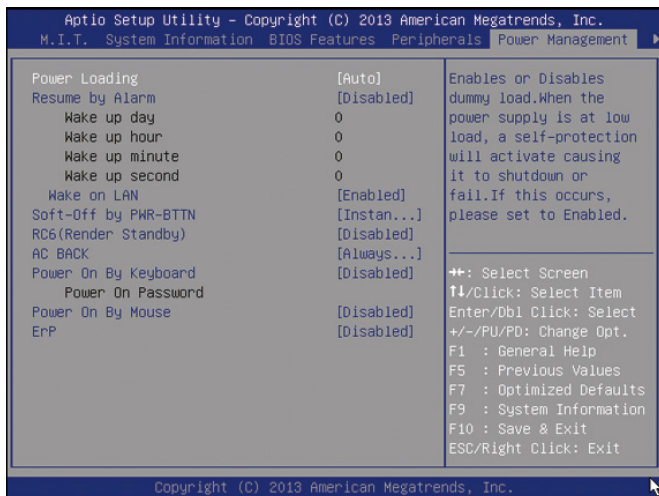 Aptio Setup Utility – Copyright (C) 2013 American Megatrends, Inc.
M.I.T. System Information BIOS Features Peripherals Power Management
Power Loading [Auto]
Resume by Alarm [Disabled]
Wake up day 0
Wake up hour 0
Wake up minute 0
Wake up second 0
Wake on LAN [Enabled]
Soft-Off by PWR-BTTN [Instan...]
RC6(Render Standby) [Disabled]
AC BACK [Always...]
Power On By Keyboard [Disabled]
Power On Password
Power On By Mouse [Disabled]
ErP [Disabled]
Enables or Disables
dummy load.When the
power supply is at low
load, a self-protection
will activate causing
it to shutdown or
fail.If this occurs,
please set to Enabled.
→←: Select Screen
↑↓/Click: Select Item
Enter/Dbl Click: Select
+/-/PU/PD: Change Opt.
F1 : General Help
F5 : Previous Values
F7 : Optimized Defaults
F9 : System Information
F10 : Save & Exit
ESC/Right Click: Exit
Copyright (C) 2013 American Megatrends, Inc.